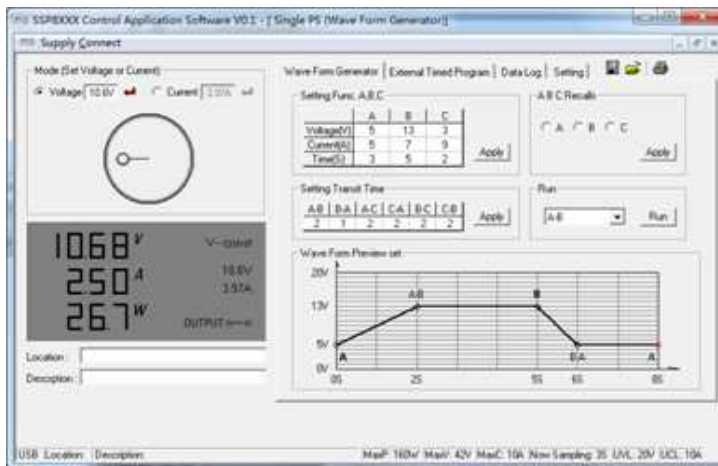 SSP8XXX Control Application Software V0.1 - [ Single PS (Wave Form Generator)]
Supply Connect
Mode (Set Voltage or Current)
Voltage 10.6V Current
Wave Form Generator External Timed Program Data Log Setting
Setting Func. A,B,C
A B C
Voltage(V) 5 13 3
Current(A) 5 7 9
Time(S) 3 5 2
Apply
A B C Recalls
A B C
Apply
Setting Transit Time
A-B B-A A-C C-A B-C C-B
2 1 2 2 2 2
Apply
Run
A-B Run
10.68 V V-const
250 A 10.6V
3.57A
26.7 W OUTPUT
Location :
Description :
Wave Form Preview set
20V
13V
5V
0V
A-B B
A B-A A
0S 2S 5S 6S 8S
USB Location: Description: MaxP: 160W MaxV: 42V MaxC: 10A Now Sampling: 3S UVL: 20V UCL: 10A